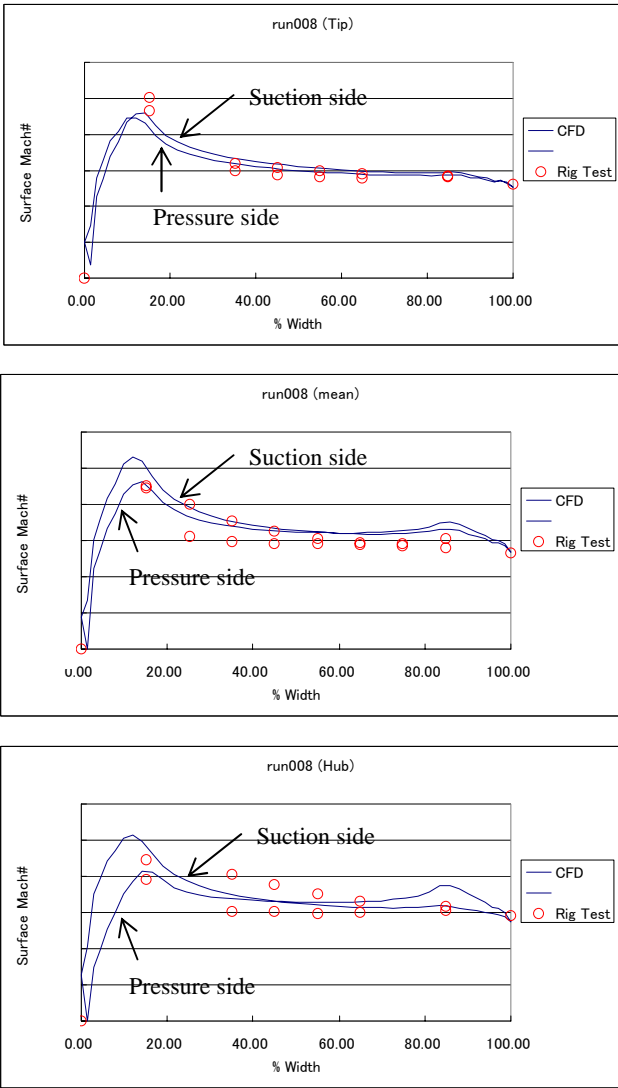 run008 (Tip)
Surface Mach#
Suction side
Pressure side
CFD
Rig Test
0.00 20.00 40.00 60.00 80.00 100.00
% Width
run008 (mean)
Surface Mach#
Suction side
Pressure side
CFD
Rig Test
0.00 20.00 40.00 60.00 80.00 100.00
% Width
run008 (Hub)
Surface Mach#
Suction side
Pressure side
CFD
Rig Test
0.00 20.00 40.00 60.00 80.00 100.00
% Width